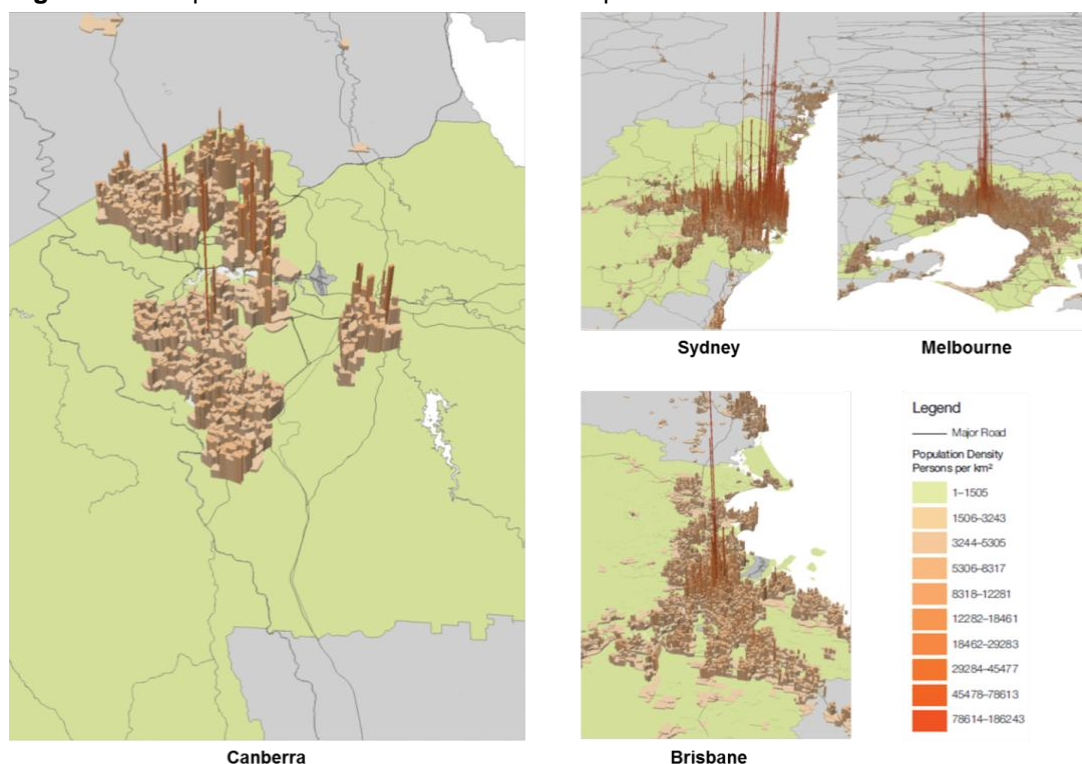 Sydney
Melbourne
Canberra
Brisbane
Legend
Major Road
Population Density
Persons per km²
1–1505
1506–3243
3244–5305
5306–8317
8318–12281
12282–18461
18462–29283
29284–45477
45478–78613
78614–186243